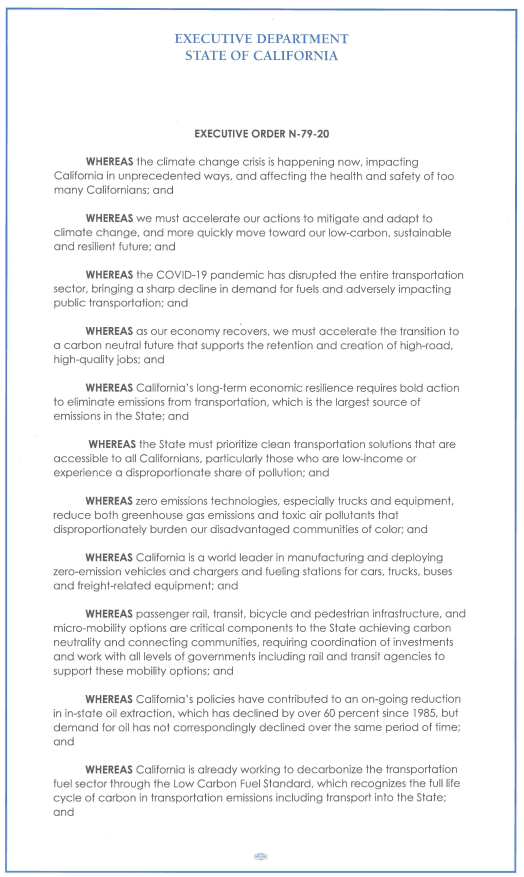 EXECUTIVE DEPARTMENT
STATE OF CALIFORNIA
EXECUTIVE ORDER N-79-20
WHEREAS the climate change crisis is happening now, impacting
California in unprecedented ways, and affecting the health and safety of too
many Californians; and
WHEREAS we must accelerate our actions to mitigate and adapt to
climate change, and more quickly move toward our low-carbon, sustainable
and resilient future; and
WHEREAS the COVID-19 pandemic has disrupted the entire transportation
sector, bringing a sharp decline in demand for fuels and adversely impacting
public transportation; and
WHEREAS as our economy recovers, we must accelerate the transition to
a carbon neutral future that supports the retention and creation of high-road,
high-quality jobs; and
WHEREAS California's long-term economic resilience requires bold action
to eliminate emissions from transportation, which is the largest source of
emissions in the State; and
WHEREAS the State must prioritize clean transportation solutions that are
accessible to all Californians, particularly those who are low-income or
experience a disproportionate share of pollution; and
WHEREAS zero emissions technologies, especially trucks and equipment,
reduce both greenhouse gas emissions and toxic air pollutants that
disproportionately burden our disadvantaged communities of color; and
WHEREAS California is a world leader in manufacturing and deploying
zero-emission vehicles and chargers and fueling stations for cars, trucks, buses
and freight-related equipment; and
WHEREAS passenger rail, transit, bicycle and pedestrian infrastructure, and
micro-mobility options are critical components to the State achieving carbon
neutrality and connecting communities, requiring coordination of investments
and work with all levels of governments including rail and transit agencies to
support these mobility options; and
WHEREAS California's policies have contributed to an on-going reduction
in in-state oil extraction, which has declined by over 60 percent since 1985, but
demand for oil has not correspondingly declined over the same period of time;
and
WHEREAS California is already working to decarbonize the transportation
fuel sector through the Low Carbon Fuel Standard, which recognizes the full life
cycle of carbon in transportation emissions including transport into the State;
and